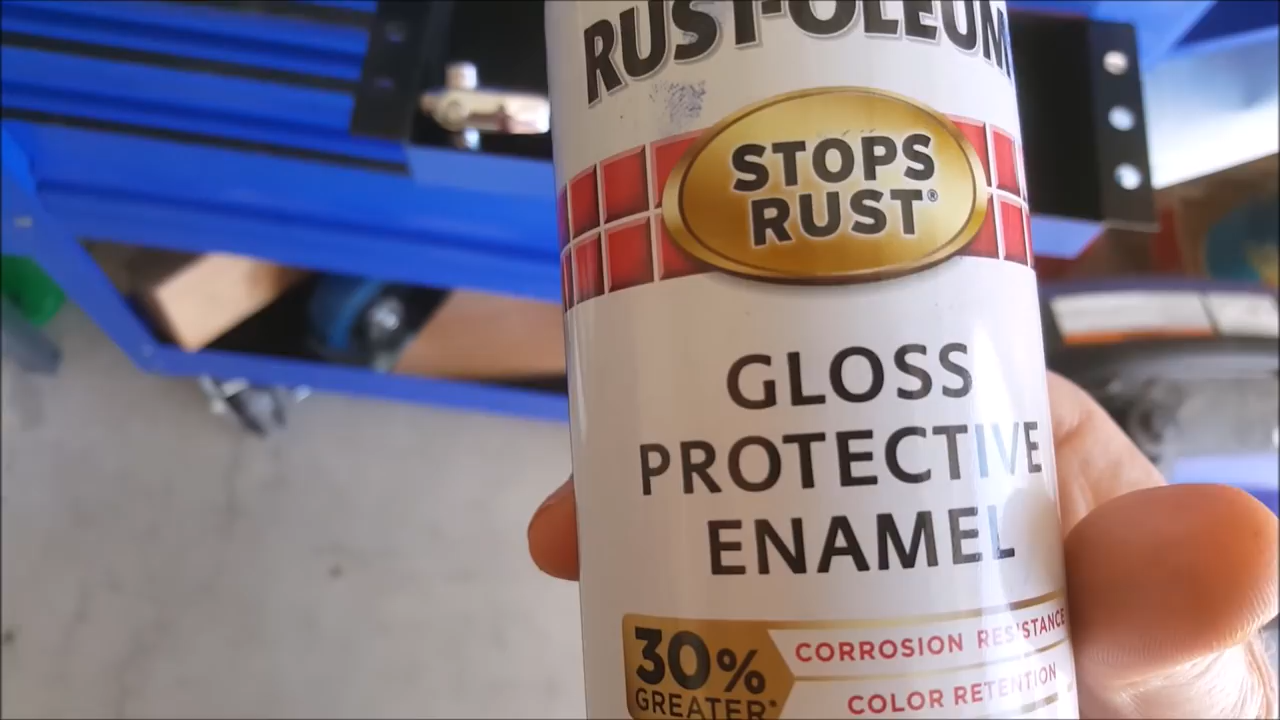 RUST-OLEUM
STOPS
RUST®
GLOSS
PROTECTIVE
ENAMEL
30%
GREATER*
CORROSION RESISTANCE
COLOR RETENTION